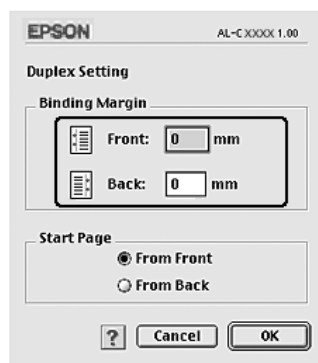 EPSON AL-C XXXX 1.00
Duplex Setting
Binding Margin
Front: 0 mm
Back: 0 mm
Start Page
From Front
From Back
? Cancel OK